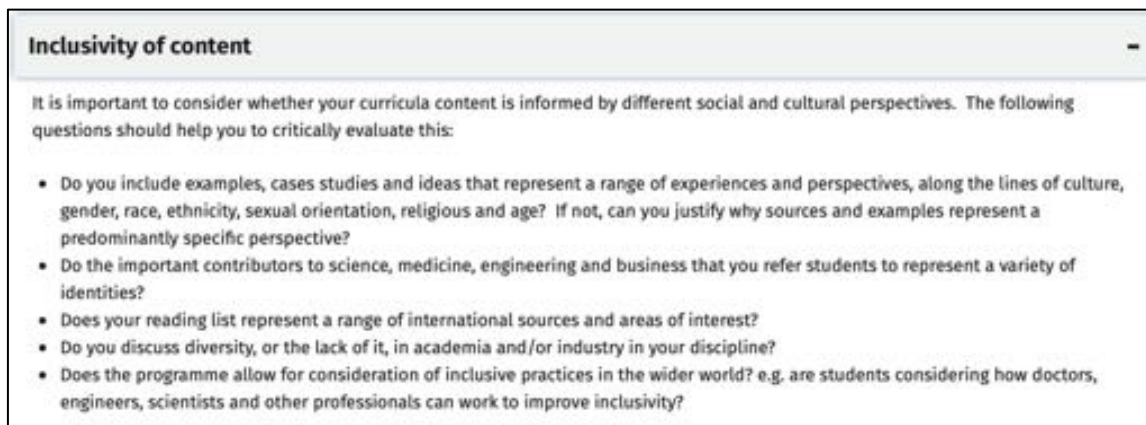 Inclusivity of content
-
It is important to consider whether your curricula content is informed by different social and cultural perspectives. The following
questions should help you to critically evaluate this:
• Do you include examples, cases studies and ideas that represent a range of experiences and perspectives, along the lines of culture,
gender, race, ethnicity, sexual orientation, religious and age? If not, can you justify why sources and examples represent a
predominantly specific perspective?
• Do the important contributors to science, medicine, engineering and business that you refer students to represent a variety of
identities?
• Does your reading list represent a range of international sources and areas of interest?
• Do you discuss diversity, or the lack of it, in academia and/or industry in your discipline?
• Does the programme allow for consideration of inclusive practices in the wider world? e.g. are students considering how doctors,
engineers, scientists and other professionals can work to improve inclusivity?